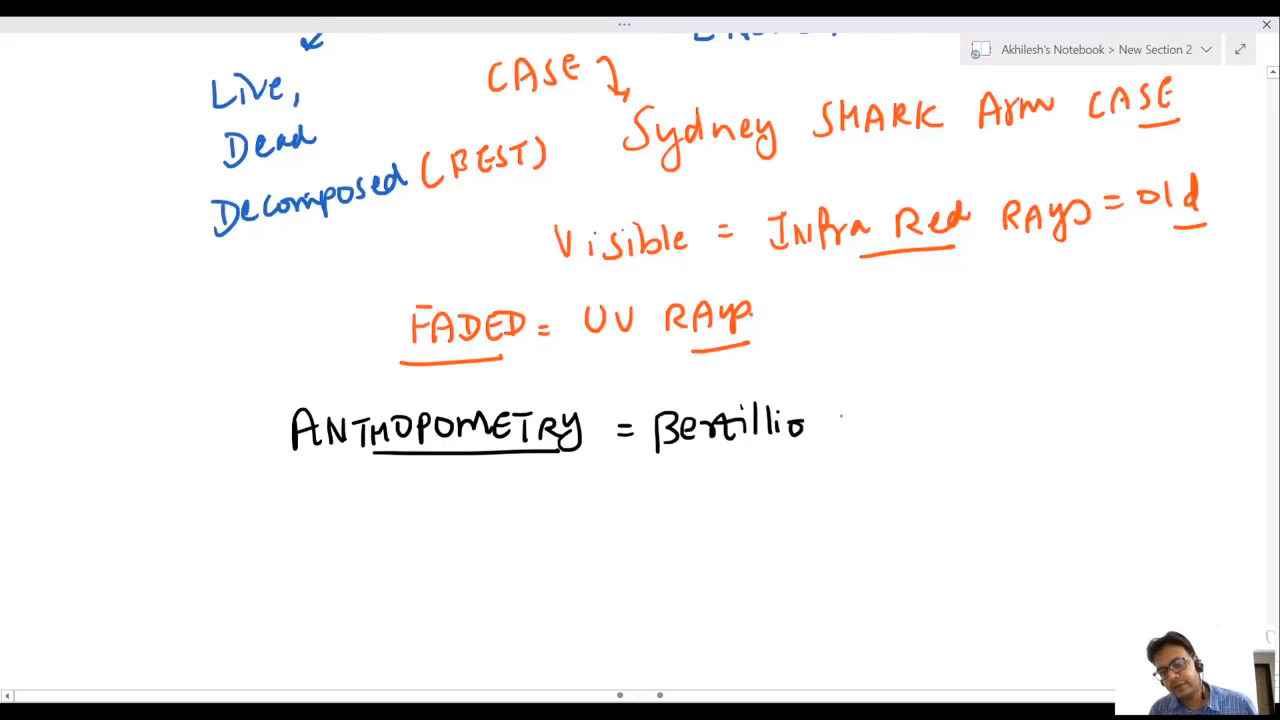 Akhilesh's Notebook > New Section 2
Live,
Dead
Decomposed (BEST)
CASE
Sydney SHARK Arm CASE
Visible = INfra Red RAys = old
FADED = UV RAys
ANTHOPOMETRY = Bertillio